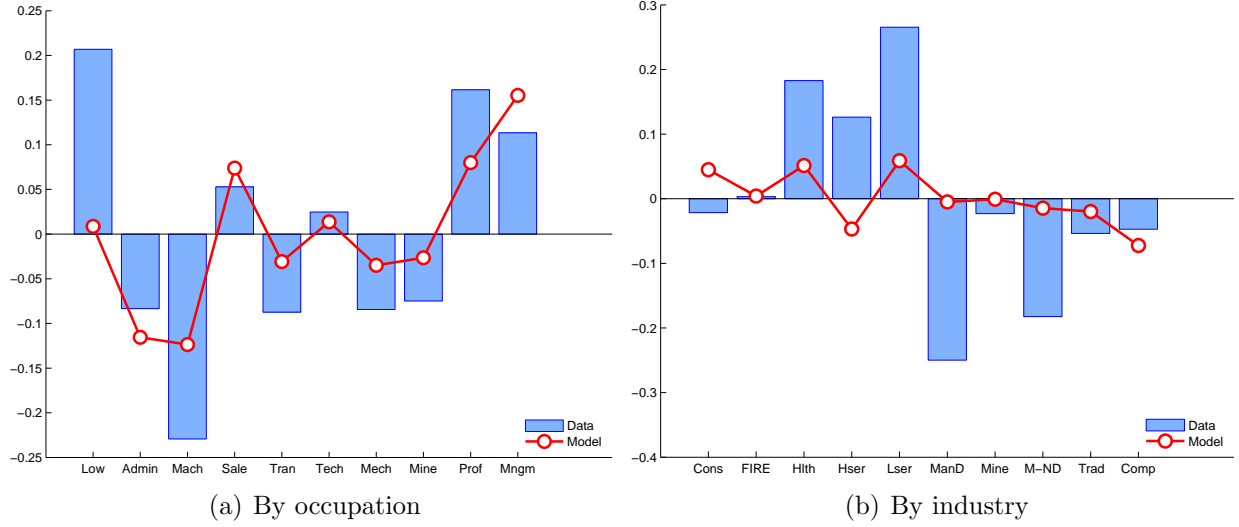 0.25
0.2
0.15
0.1
0.05
0
−0.05
−0.1
−0.15
−0.2
−0.25
Low Admin Mach Sale Tran Tech Mech Mine Prof Mngm
Data
Model
(a) By occupation
0.3
0.2
0.1
0
−0.1
−0.2
−0.3
−0.4
Cons FIRE Hlth Hser Lser ManD Mine M−ND Trad Comp
Data
Model
(b) By industry